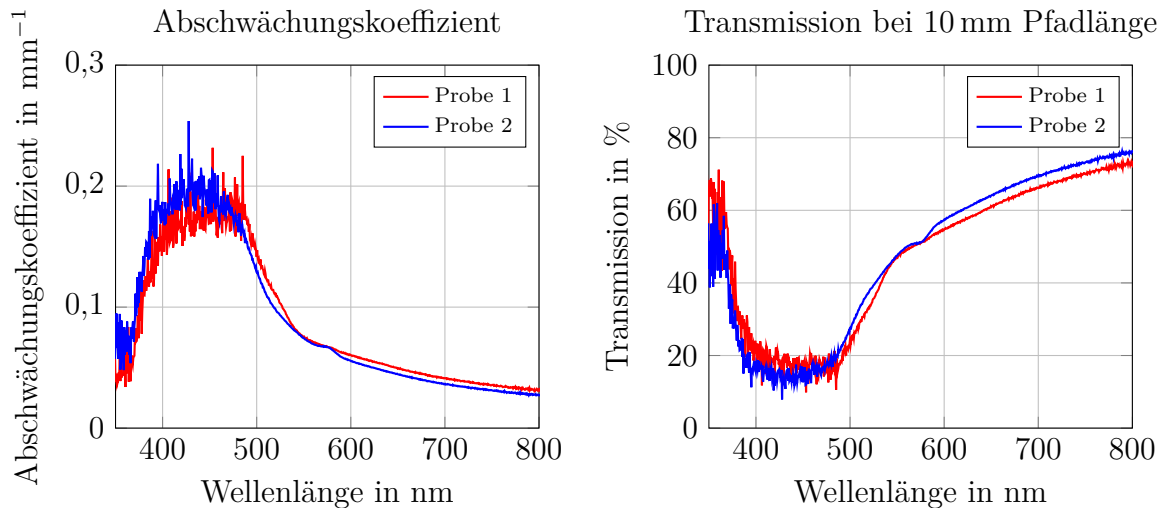 Abschwächungskoeffizient
Abschwächungskoeffizient in mm⁻¹
0,3
0,2
0,1
0
400 500 600 700 800
Wellenlänge in nm
Probe 1
Probe 2
Transmission bei 10 mm Pfadlänge
Transmission in %
100
80
60
40
20
0
400 500 600 700 800
Wellenlänge in nm
Probe 1
Probe 2